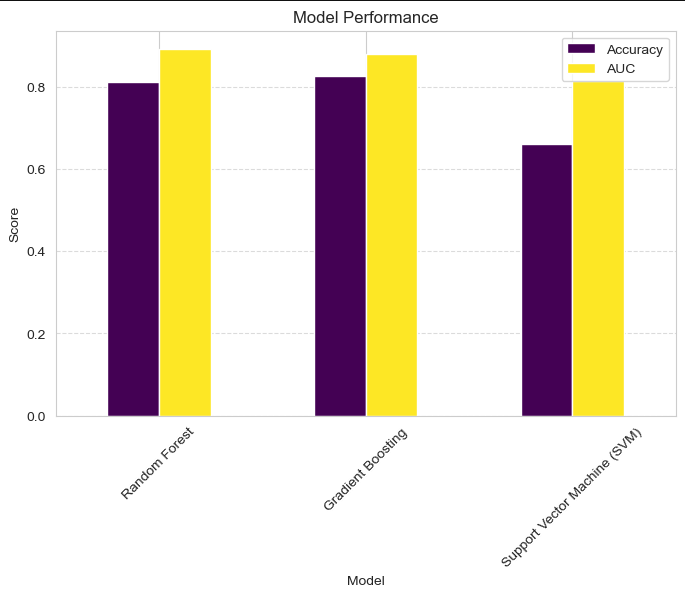 Model Performance
Accuracy
AUC
0.8
0.6
0.4
0.2
0.0
Score
Random Forest
Gradient Boosting
Support Vector Machine (SVM)
Model